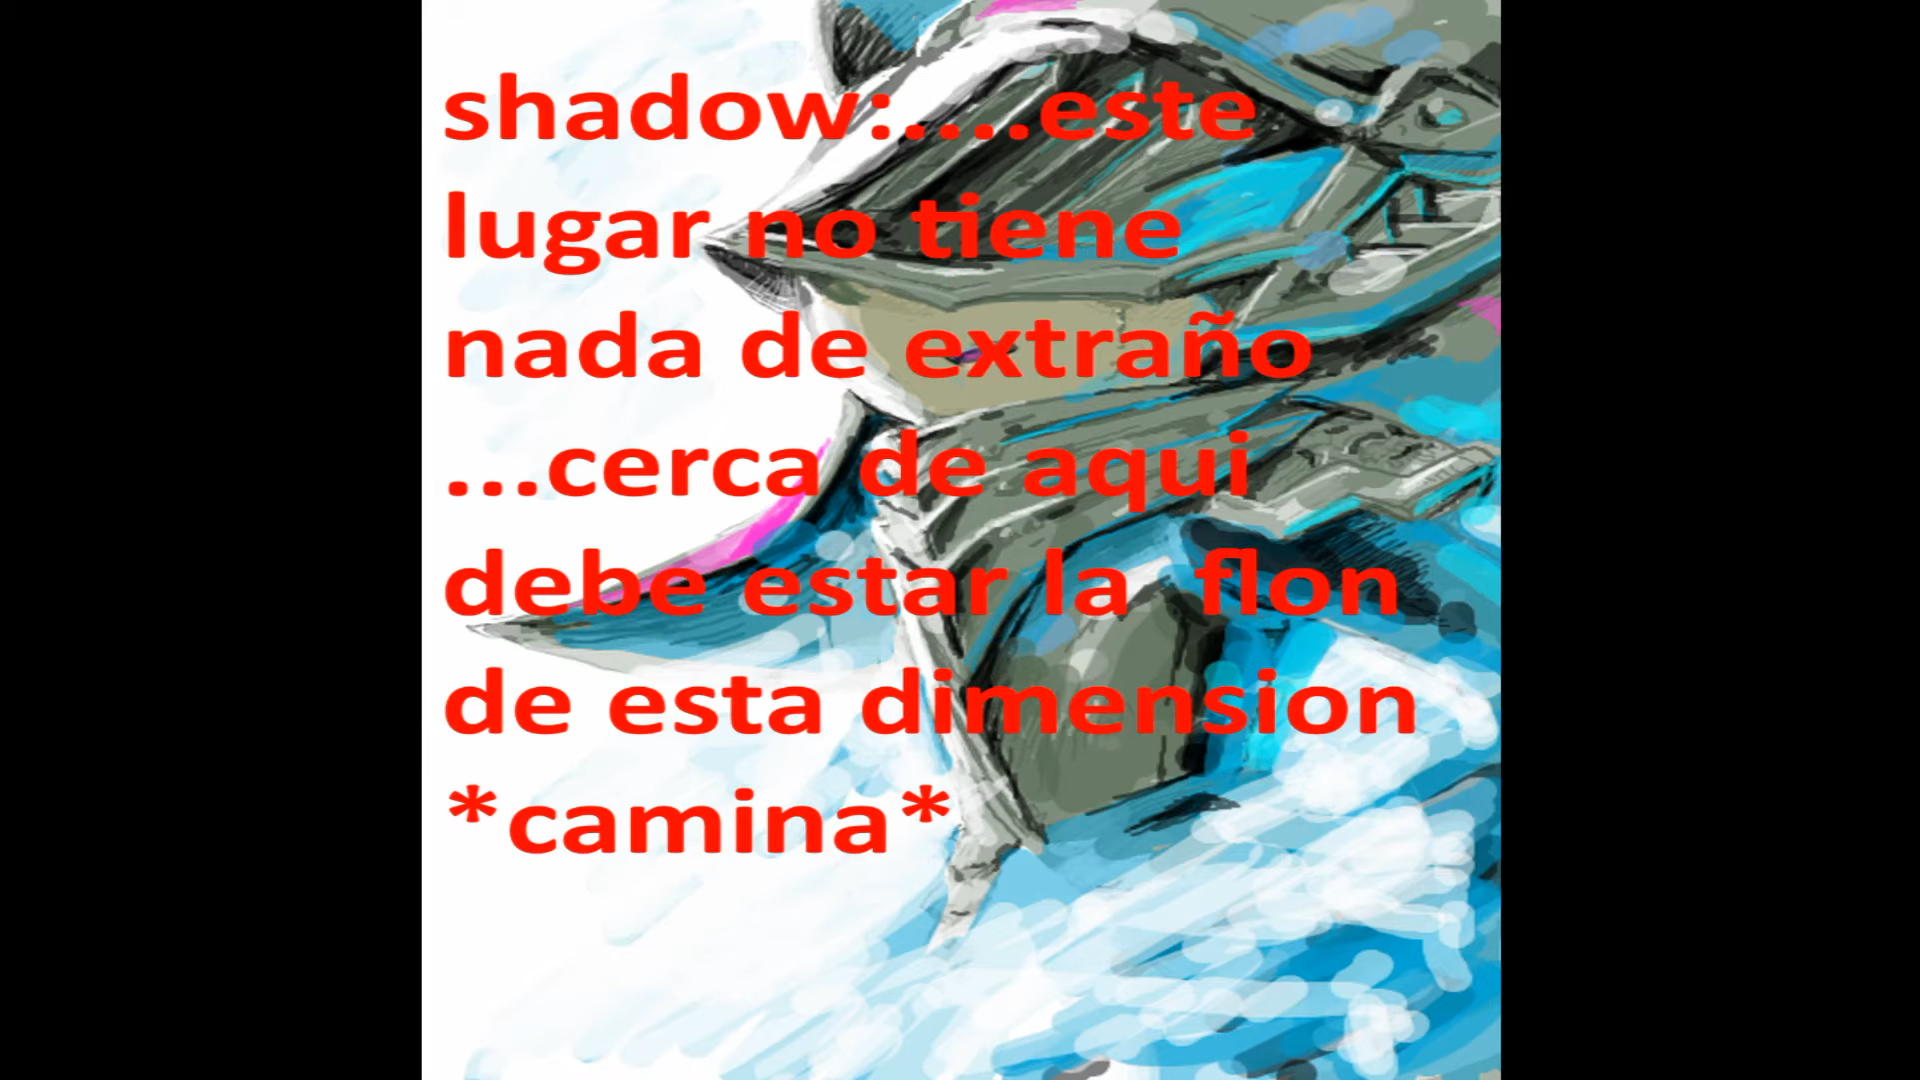 shadow:....este
lugar no tiene
nada de extraño
...cerca de aqui
debe estar la  flon
de esta dimension
*camina*